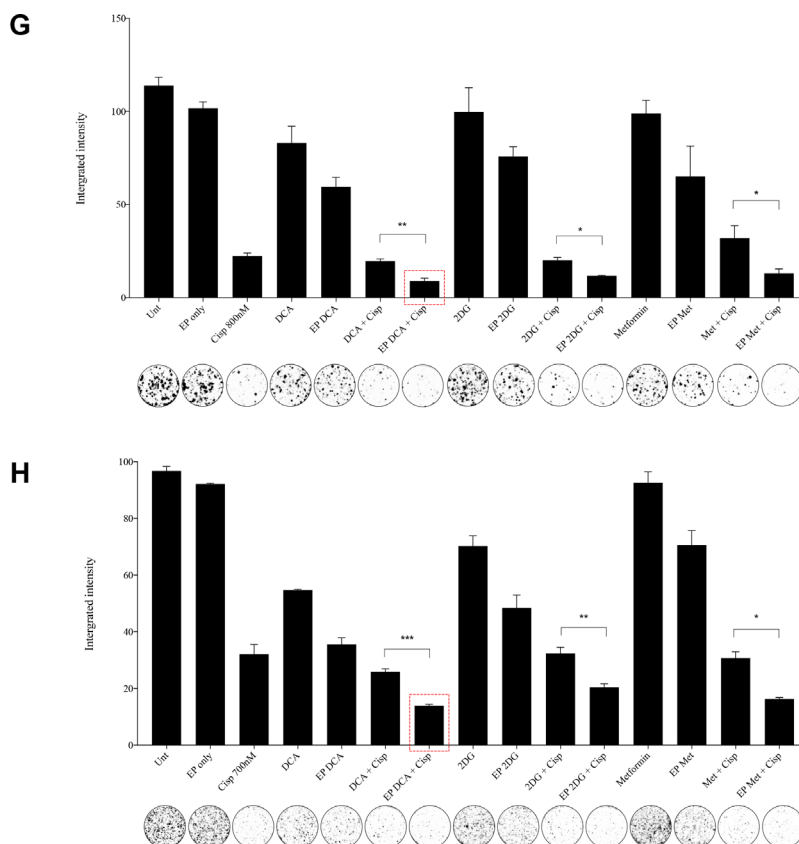 G
150
100
50
0
Intergrated intensity
**
*
*
Unt
EP only
Cisp 800nM
DCA
EP DCA
DCA + Cisp
EP DCA + Cisp
2DG
EP 2DG
2DG + Cisp
EP 2DG + Cisp
Metformin
EP Met
Met + Cisp
EP Met + Cisp
H
100
80
60
40
20
0
Intergrated intensity
***
**
*
Unt
EP only
Cisp 700nM
DCA
EP DCA
DCA + Cisp
EP DCA + Cisp
2DG
EP 2DG
2DG + Cisp
EP 2DG + Cisp
Metformin
EP Met
Met + Cisp
EP Met + Cisp